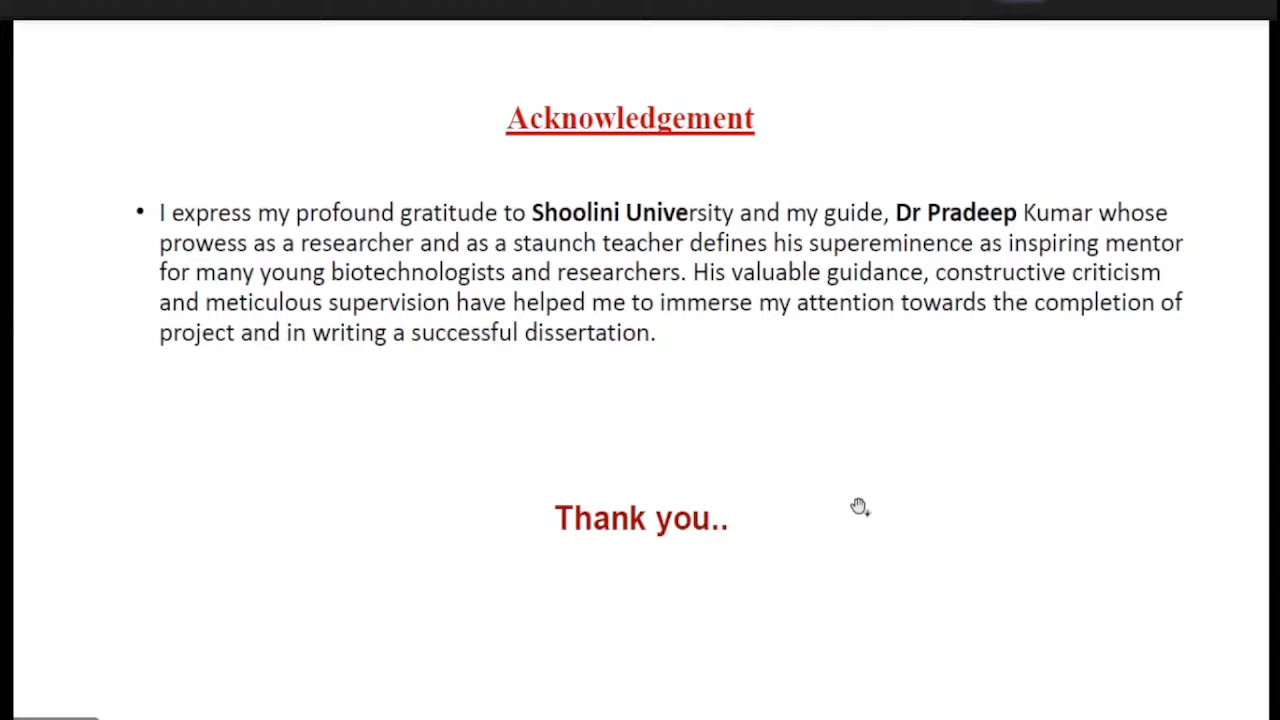 Acknowledgement
• I express my profound gratitude to Shoolini University and my guide, Dr Pradeep Kumar whose
prowess as a researcher and as a staunch teacher defines his supereminence as inspiring mentor
for many young biotechnologists and researchers. His valuable guidance, constructive criticism
and meticulous supervision have helped me to immerse my attention towards the completion of
project and in writing a successful dissertation.
Thank you..